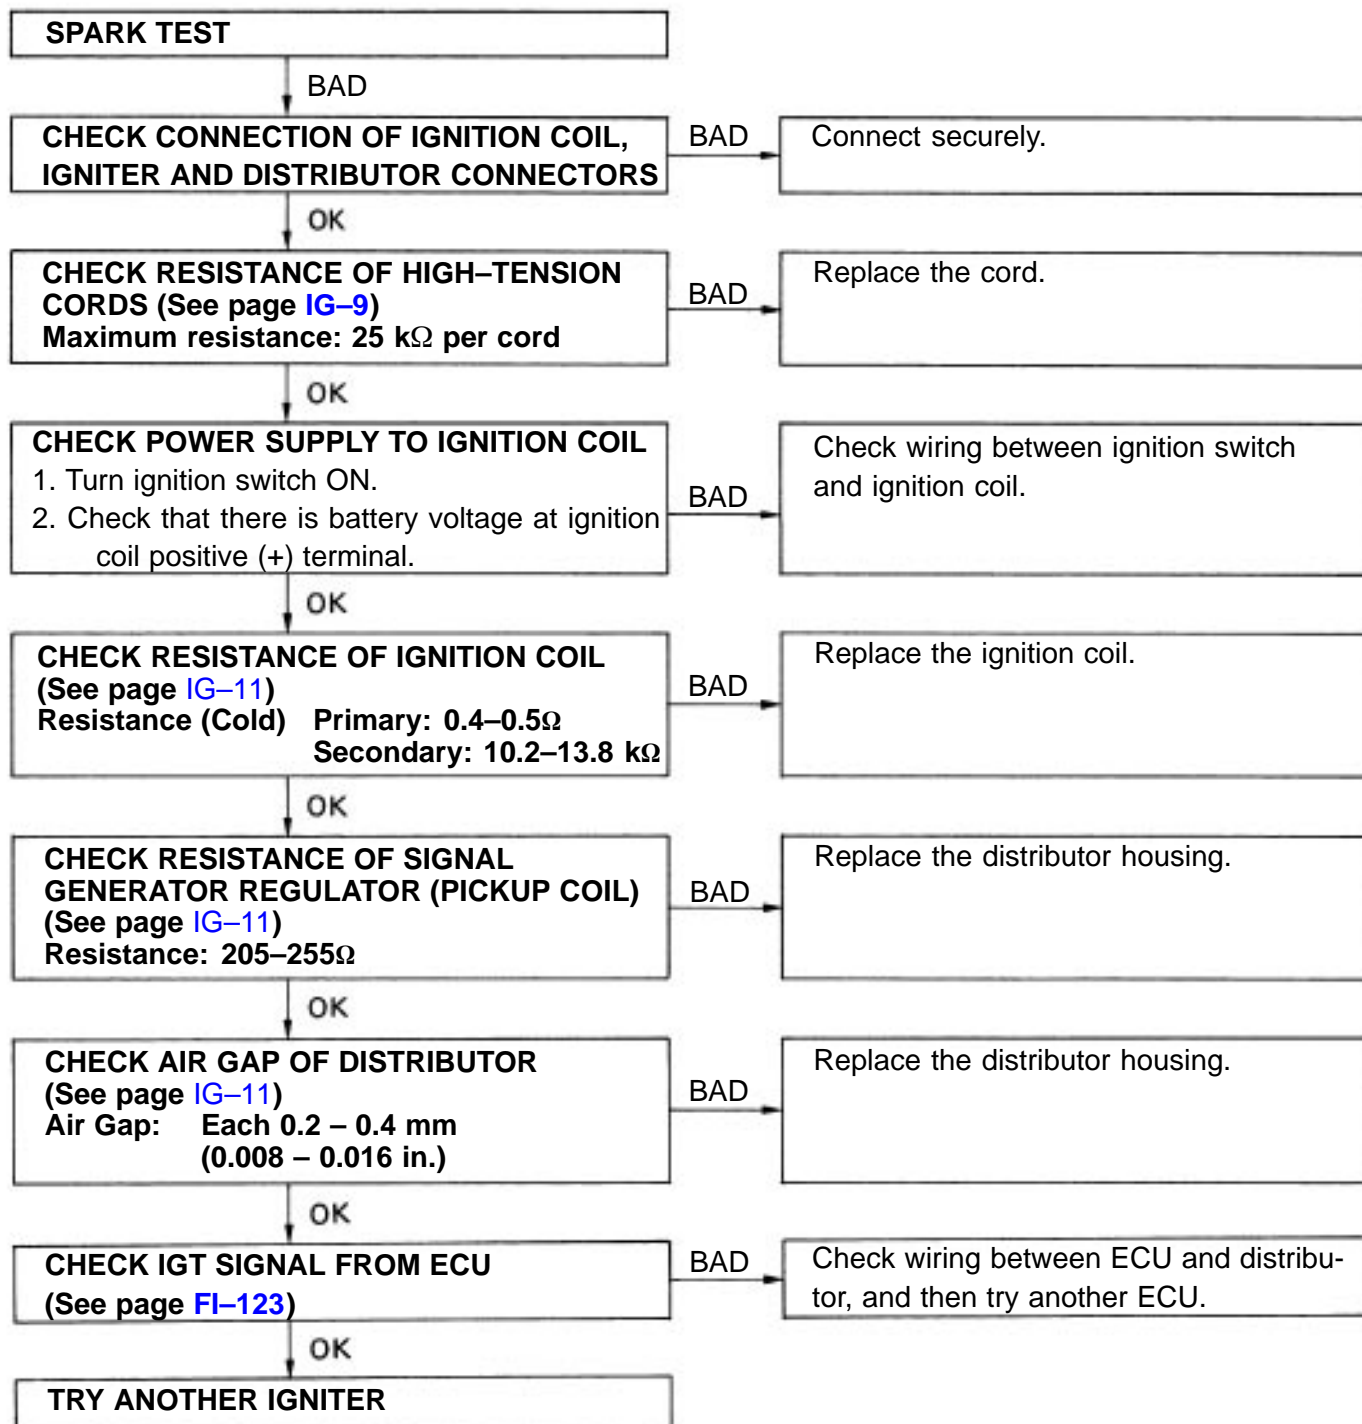 SPARK TEST
BAD
CHECK CONNECTION OF IGNITION COIL,
IGNITER AND DISTRIBUTOR CONNECTORS
BAD
Connect securely.
OK
CHECK RESISTANCE OF HIGH–TENSION
CORDS (See page IG–9)
Maximum resistance: 25 kΩ per cord
BAD
Replace the cord.
OK
CHECK POWER SUPPLY TO IGNITION COIL
1. Turn ignition switch ON.
2. Check that there is battery voltage at ignition
coil positive (+) terminal.
BAD
Check wiring between ignition switch
and ignition coil.
OK
CHECK RESISTANCE OF IGNITION COIL
(See page IG–11)
Resistance (Cold) Primary: 0.4–0.5Ω
Secondary: 10.2–13.8 kΩ
BAD
Replace the ignition coil.
OK
CHECK RESISTANCE OF SIGNAL
GENERATOR REGULATOR (PICKUP COIL)
(See page IG–11)
Resistance: 205–255Ω
BAD
Replace the distributor housing.
OK
CHECK AIR GAP OF DISTRIBUTOR
(See page IG–11)
Air Gap: Each 0.2 – 0.4 mm
(0.008 – 0.016 in.)
BAD
Replace the distributor housing.
OK
CHECK IGT SIGNAL FROM ECU
(See page FI–123)
BAD
Check wiring between ECU and distribu-
tor, and then try another ECU.
OK
TRY ANOTHER IGNITER